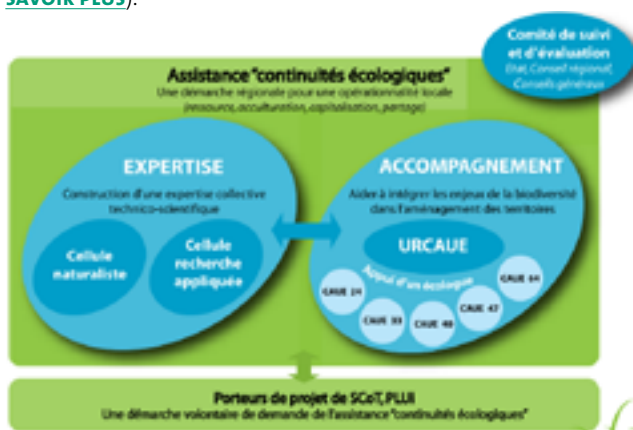 SAVOIR PLUS).
Comité de suivi
et d'évaluation
État, Conseil régional,
Conseils généraux
Assistance "continuités écologiques"
Une démarche régionale pour une opérationnalité locale
(ressource, acculturation, capitalisation, partage)
EXPERTISE
Construction d'une expertise collective
technico-scientifique
Cellule
naturaliste
Cellule
recherche
appliquée
ACCOMPAGNEMENT
Aider à intégrer les enjeux de la biodiversité
dans l'aménagement des territoires
URCAUE
Appui d'un écologue
CAUE 24
CAUE 33
CAUE 40
CAUE 47
CAUE 64
Porteurs de projet de SCoT, PLUI
Une démarche volontaire de demande de l'assistance "continuités écologiques"